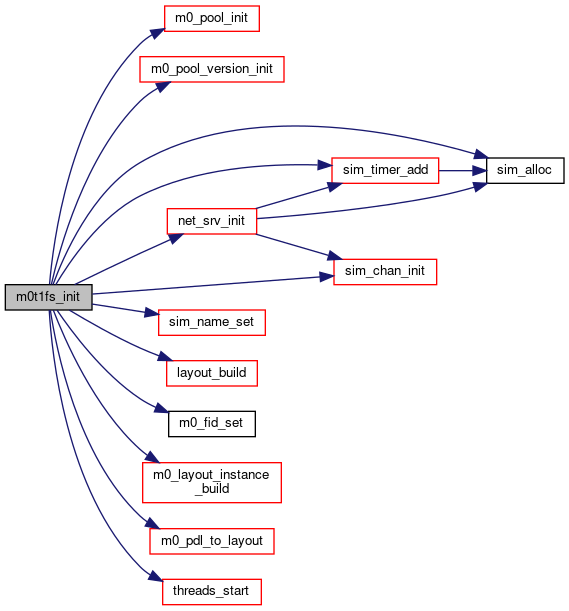 m0_pool_init
m0_pool_version_init
sim_timer_add
sim_alloc
net_srv_init
sim_chan_init
m0t1fs_init
sim_name_set
layout_build
m0_fid_set
m0_layout_instance
_build
m0_pdl_to_layout
threads_start